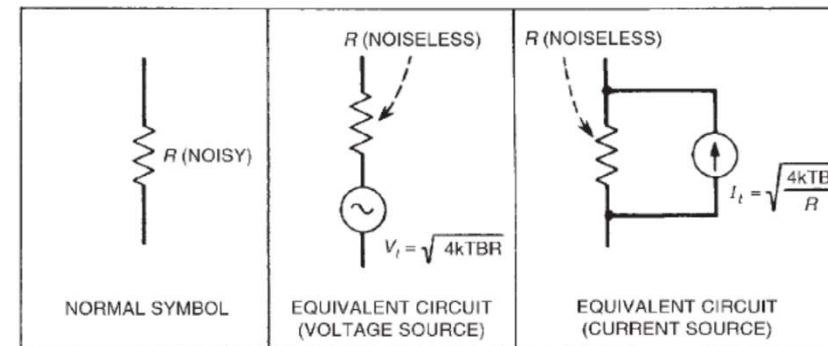 R (NOISY)
NORMAL SYMBOL
R (NOISELESS)
V_t = √4kTBR
EQUIVALENT CIRCUIT
(VOLTAGE SOURCE)
R (NOISELESS)
I_t = √4kTB/R
EQUIVALENT CIRCUIT
(CURRENT SOURCE)